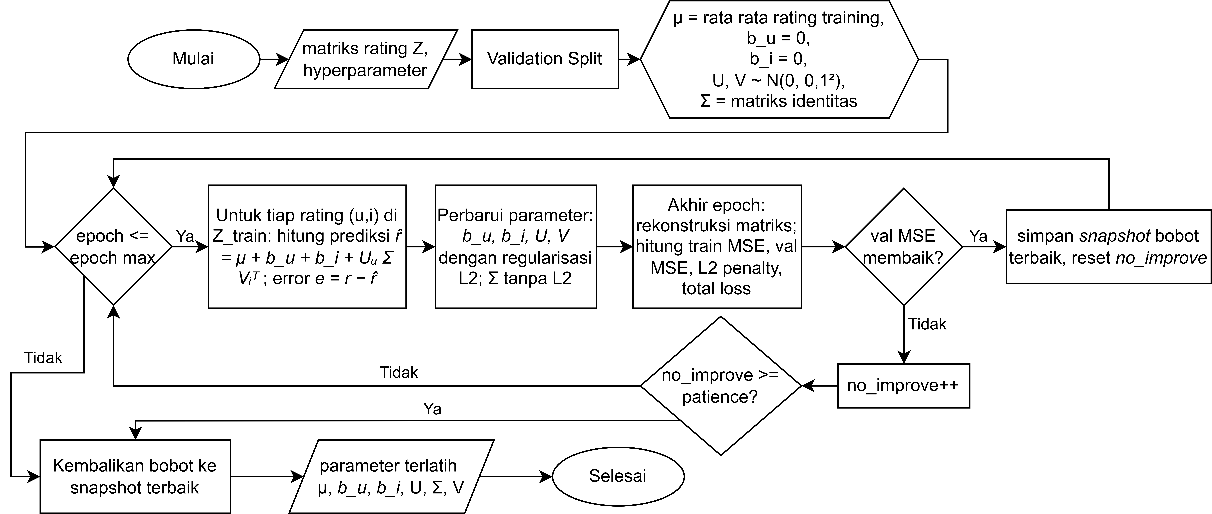 Mulai
matriks rating Z,
hyperparameter
Validation Split
μ = rata rata rating training,
b_u = 0,
b_i = 0,
U, V ~ N(0, 0,1²),
Σ = matriks identitas
epoch <=
epoch max
Ya
Untuk tiap rating (u,i) di
Z_train: hitung prediksi r̂
= μ + b_u + b_i + Uᵤ Σ
Vᵢᵀ ; error e = r − r̂
Perbarui parameter:
b_u, b_i, U, V
dengan regularisasi
L2; Σ tanpa L2
Akhir epoch:
rekonstruksi matriks;
hitung train MSE, val
MSE, L2 penalty,
total loss
val MSE
membaik?
Ya
simpan snapshot bobot
terbaik, reset no_improve
Tidak
no_improve++
no_improve >=
patience?
Tidak
Tidak
Ya
Kembalikan bobot ke
snapshot terbaik
parameter terlatih
μ, b_u, b_i, U, Σ, V
Selesai